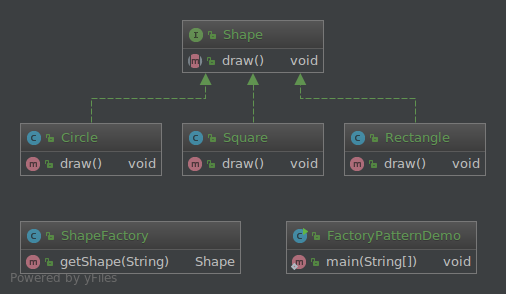 Shape
draw() void
Circle
draw() void
Square
draw() void
Rectangle
draw() void
ShapeFactory
getShape(String) Shape
FactoryPatternDemo
main(String[]) void
Powered by yFiles